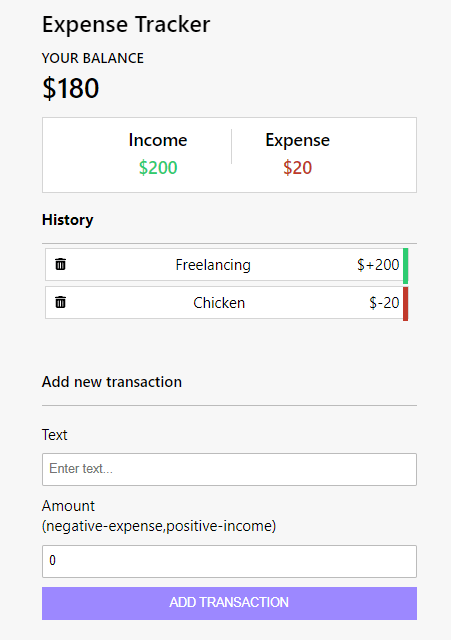 Expense Tracker
YOUR BALANCE
$180
Income Expense
$200 $20
History
Freelancing $+200
Chicken $-20
Add new transaction
Text
Enter text...
Amount
(negative-expense,positive-income)
0
ADD TRANSACTION